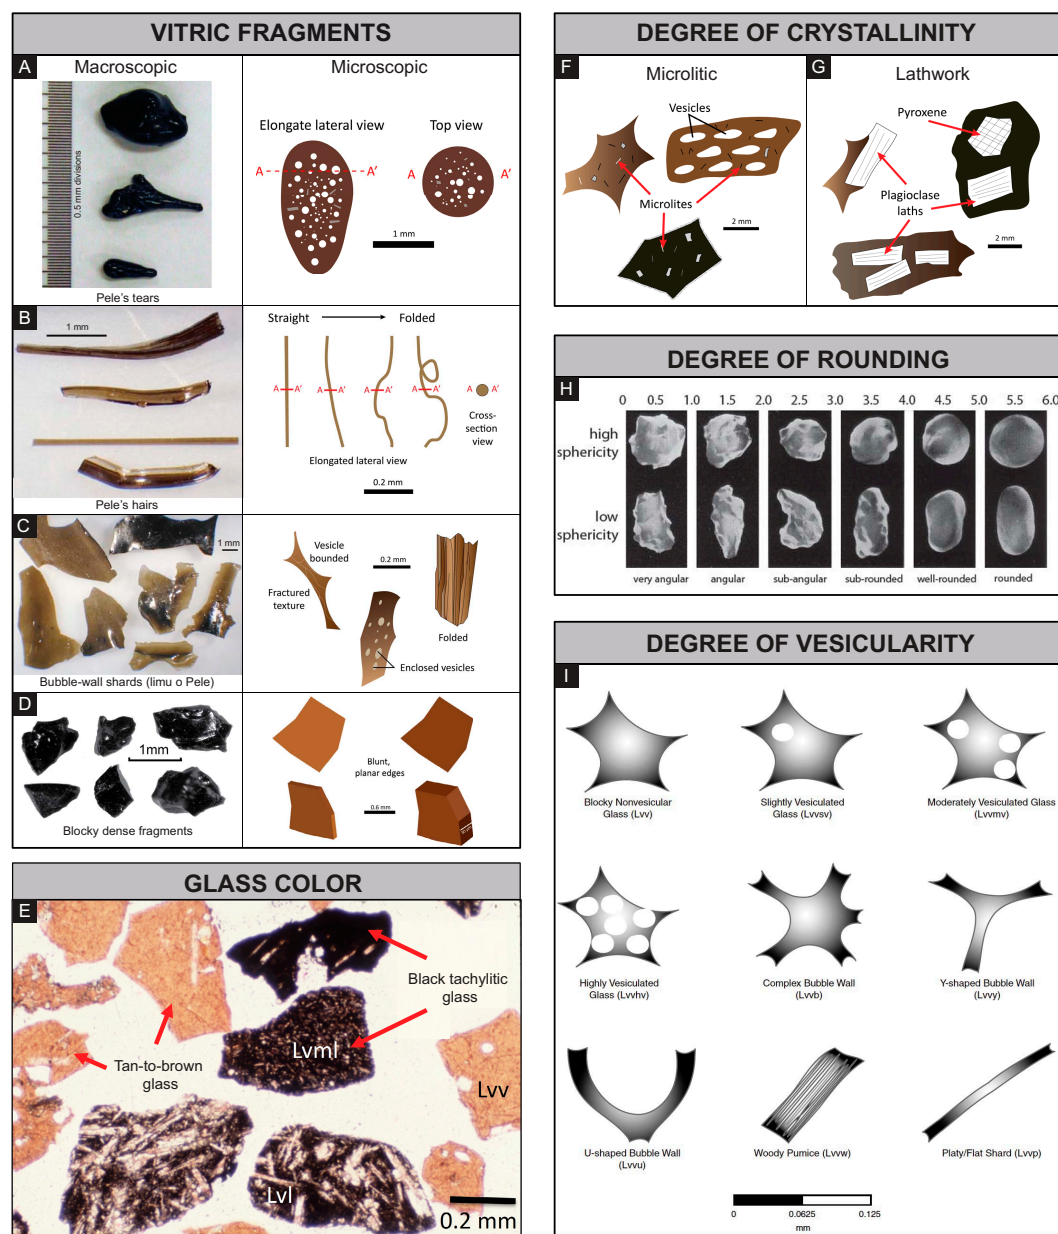 VITRIC FRAGMENTS
A
Macroscopic
Microscopic
0.5 mm divisions
Pele's tears
Elongate lateral view
Top view
A
A'
A
A'
1 mm
B
1 mm
Pele's hairs
Straight
Folded
A
A'
A
A'
A
A'
A
A'
A
A'
Cross-
section
view
Elongated lateral view
0.2 mm
C
1 mm
Bubble-wall shards (limu o Pele)
Vesicle
bounded
0.2 mm
Fractured
texture
Folded
Enclosed vesicles
D
1mm
Blocky dense fragments
Blunt,
planar edges
0.6 mm
GLASS COLOR
E
Black tachylitic
glass
Tan-to-brown
glass
Lvml
Lvv
Lvl
0.2 mm
DEGREE OF CRYSTALLINITY
F
Microlitic
Vesicles
Microlites
2 mm
G
Lathwork
Pyroxene
Plagioclase
laths
2 mm
DEGREE OF ROUNDING
H
0 0.5 1.0 1.5 2.0 2.5 3.0 3.5 4.0 4.5 5.0 5.5 6.0
high
sphericity
low
sphericity
very angular angular sub-angular sub-rounded well-rounded rounded
DEGREE OF VESICULARITY
I
Blocky Nonvesicular
Glass (Lvv)
Slightly Vesiculated
Glass (Lvvsv)
Moderately Vesiculated Glass
(Lvvmv)
Highly Vesiculated
Glass (Lvvhv)
Complex Bubble Wall
(Lvvb)
Y-shaped Bubble Wall
(Lvvy)
U-shaped Bubble Wall
(Lvvu)
Woody Pumice (Lvvw)
Platy/Flat Shard (Lvvp)
0 0.0625 0.125
mm